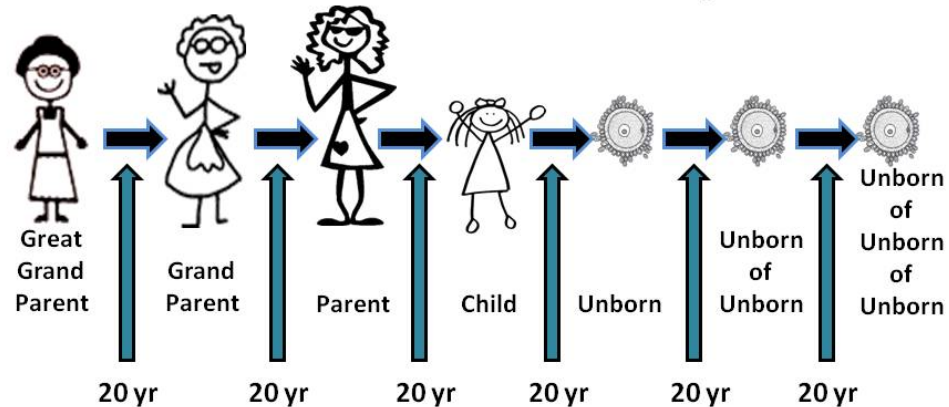 Great
Grand
Parent
Grand
Parent
Parent
Child
Unborn
Unborn
of
Unborn
Unborn
of
Unborn
of
Unborn
20 yr
20 yr
20 yr
20 yr
20 yr
20 yr